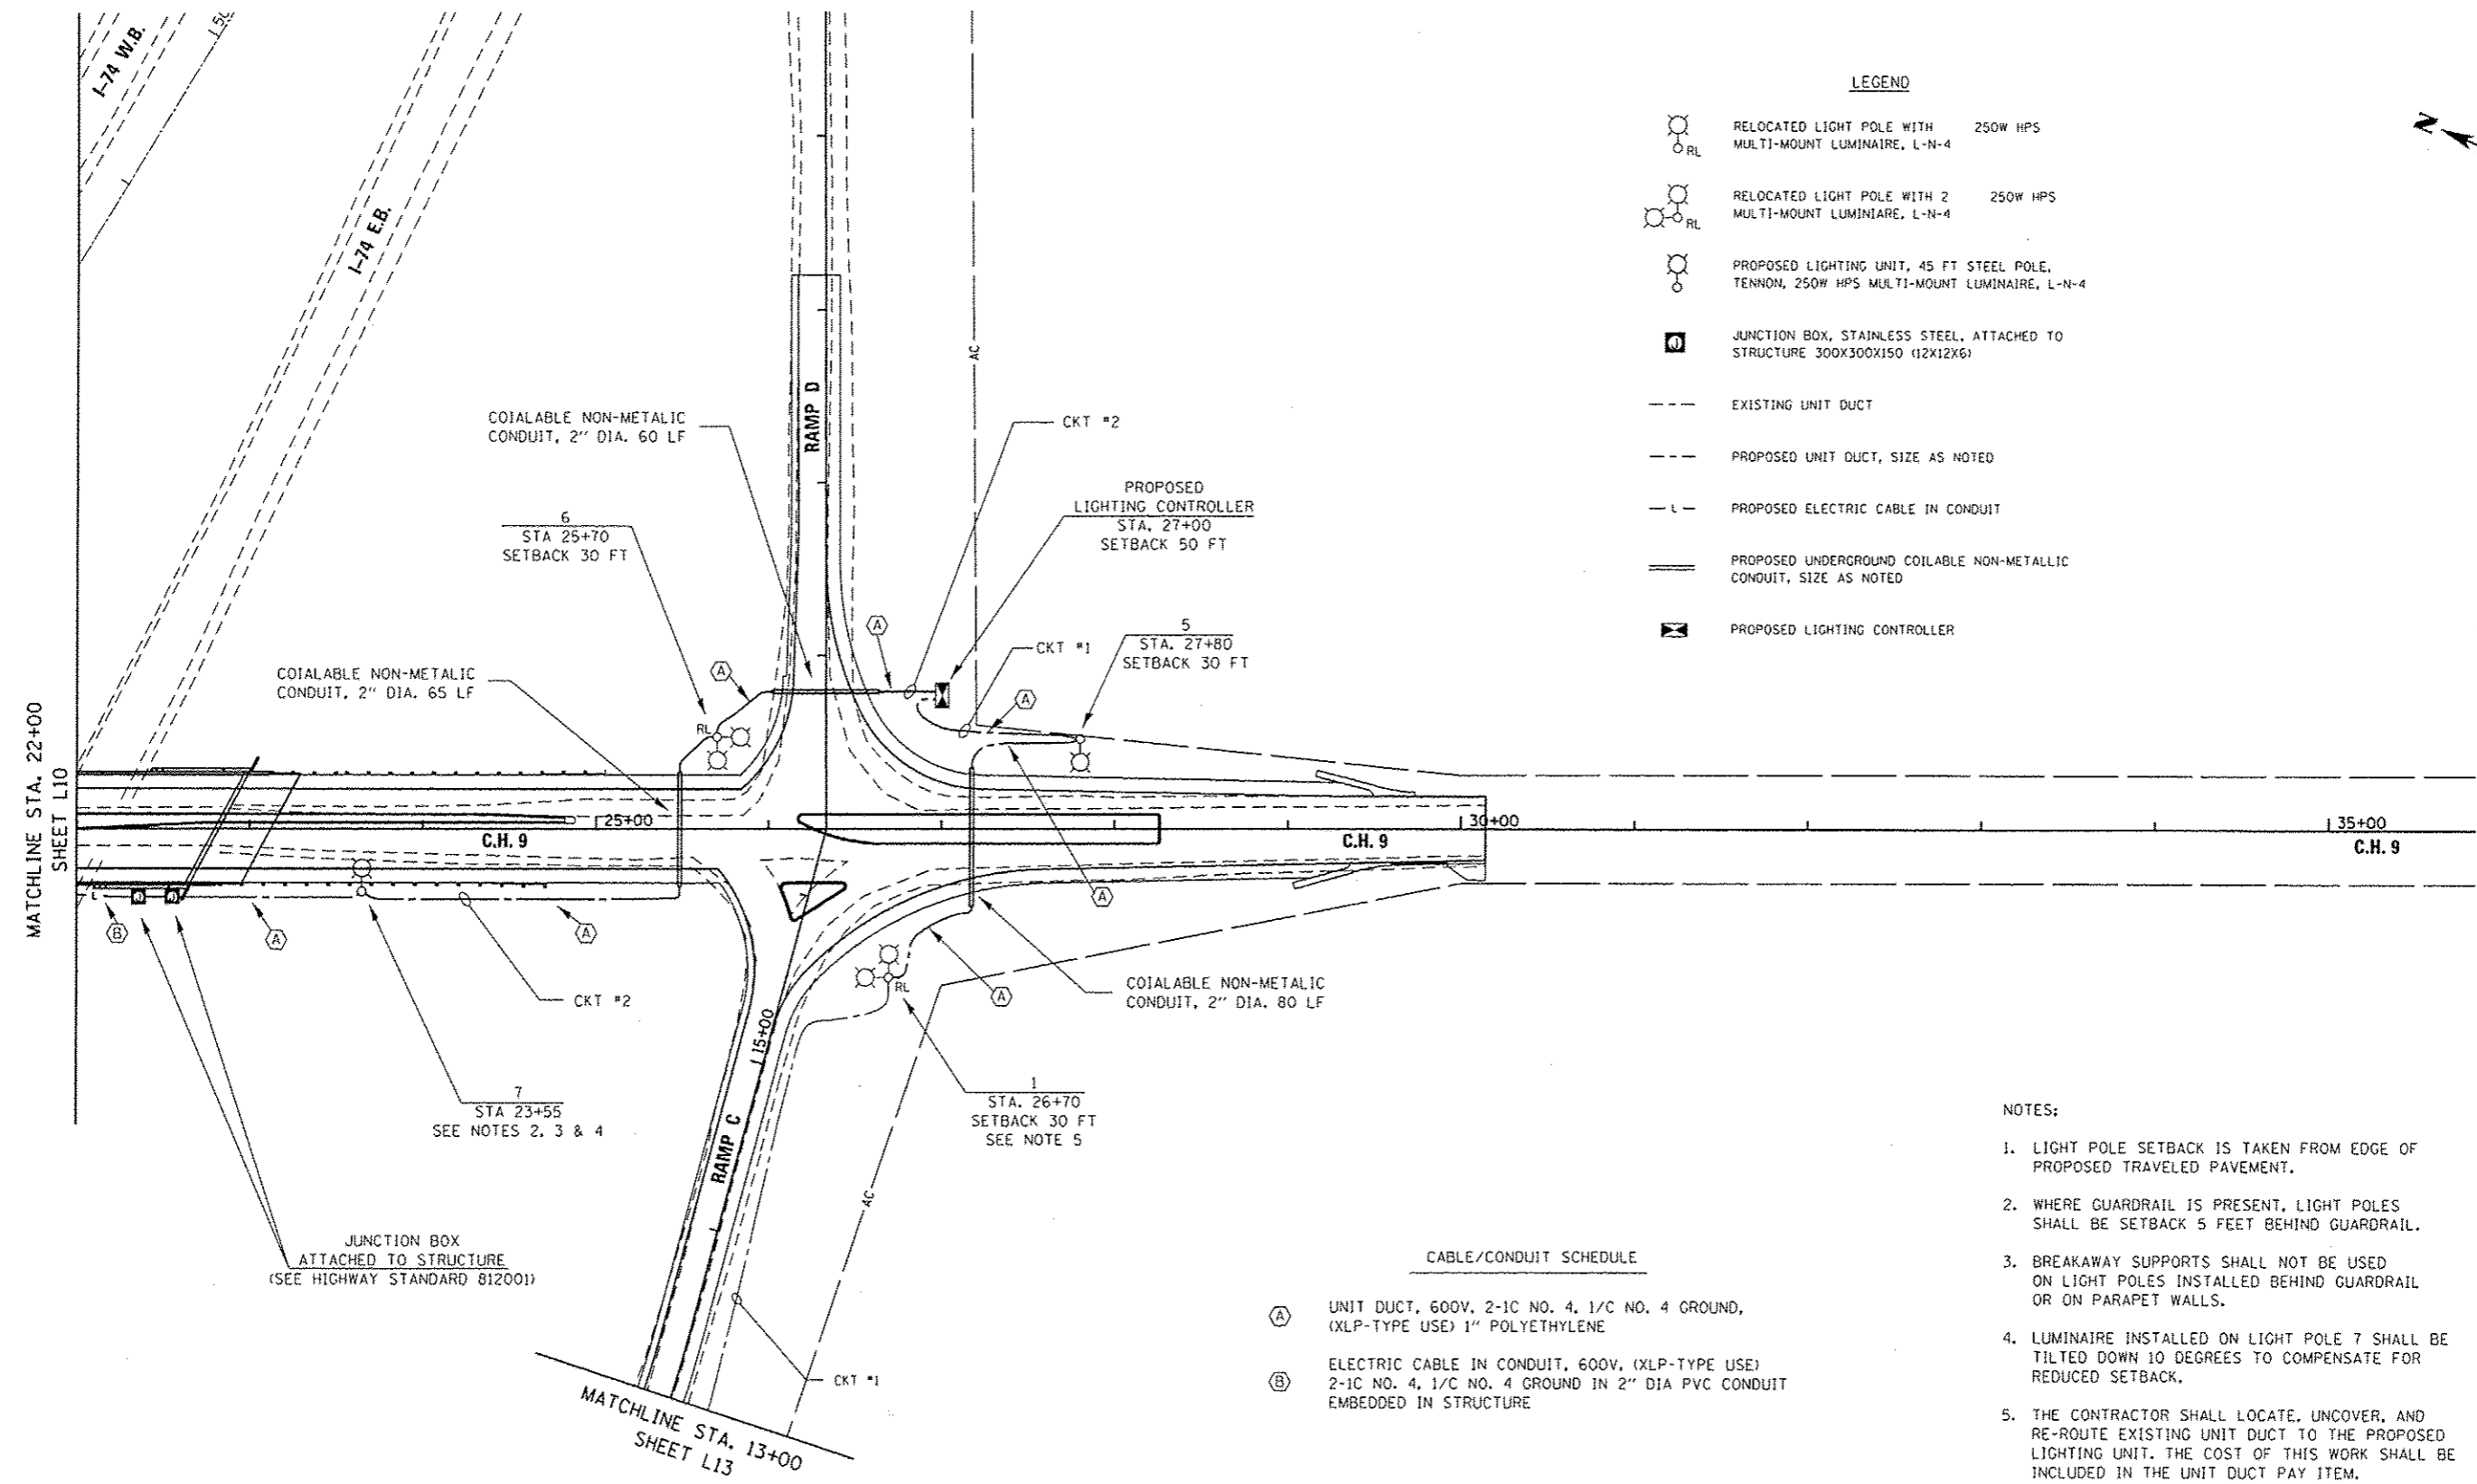 I-74 W.B.
I-74 E.B.
MATCHLINE STA. 22+00
SHEET L10
COIALABLE NON-METALIC
CONDUIT, 2" DIA. 60 LF
RAMP D
AC
CKT #2
PROPOSED
LIGHTING CONTROLLER
STA. 27+00
SETBACK 50 FT
6
STA 25+70
SETBACK 30 FT
A
A
CKT #1
5
STA. 27+80
SETBACK 30 FT
A
COIALABLE NON-METALIC
CONDUIT, 2" DIA. 65 LF
RL
25+00
C.H. 9
30+00
C.H. 9
35+00
C.H. 9
J
J
B
A
A
A
CKT #2
RL
A
COIALABLE NON-METALIC
CONDUIT, 2" DIA. 80 LF
15+00
RAMP C
7
STA 23+55
SEE NOTES 2, 3 & 4
1
STA. 26+70
SETBACK 30 FT
SEE NOTE 5
AC
JUNCTION BOX
ATTACHED TO STRUCTURE
(SEE HIGHWAY STANDARD 812001)
CKT #1
MATCHLINE STA. 13+00
SHEET L13
LEGEND
N
RL
RELOCATED LIGHT POLE WITH 250W HPS
MULTI-MOUNT LUMINAIRE, L-N-4
RL
RELOCATED LIGHT POLE WITH 2 250W HPS
MULTI-MOUNT LUMINIARE, L-N-4
PROPOSED LIGHTING UNIT, 45 FT STEEL POLE,
TENNON, 250W HPS MULTI-MOUNT LUMINAIRE, L-N-4
J
JUNCTION BOX, STAINLESS STEEL, ATTACHED TO
STRUCTURE 300X300X150 (12X12X6)
EXISTING UNIT DUCT
PROPOSED UNIT DUCT, SIZE AS NOTED
L
PROPOSED ELECTRIC CABLE IN CONDUIT
PROPOSED UNDERGROUND COILABLE NON-METALLIC
CONDUIT, SIZE AS NOTED
PROPOSED LIGHTING CONTROLLER
CABLE/CONDUIT SCHEDULE
A
UNIT DUCT, 600V, 2-1C NO. 4, 1/C NO. 4 GROUND,
(XLP-TYPE USE) 1" POLYETHYLENE
B
ELECTRIC CABLE IN CONDUIT, 600V, (XLP-TYPE USE)
2-1C NO. 4, 1/C NO. 4 GROUND IN 2" DIA PVC CONDUIT
EMBEDDED IN STRUCTURE
NOTES:
1. LIGHT POLE SETBACK IS TAKEN FROM EDGE OF
PROPOSED TRAVELED PAVEMENT.
2. WHERE GUARDRAIL IS PRESENT, LIGHT POLES
SHALL BE SETBACK 5 FEET BEHIND GUARDRAIL.
3. BREAKAWAY SUPPORTS SHALL NOT BE USED
ON LIGHT POLES INSTALLED BEHIND GUARDRAIL
OR ON PARAPET WALLS.
4. LUMINAIRE INSTALLED ON LIGHT POLE 7 SHALL BE
TILTED DOWN 10 DEGREES TO COMPENSATE FOR
REDUCED SETBACK.
5. THE CONTRACTOR SHALL LOCATE, UNCOVER, AND
RE-ROUTE EXISTING UNIT DUCT TO THE PROPOSED
LIGHTING UNIT. THE COST OF THIS WORK SHALL BE
INCLUDED IN THE UNIT DUCT PAY ITEM.